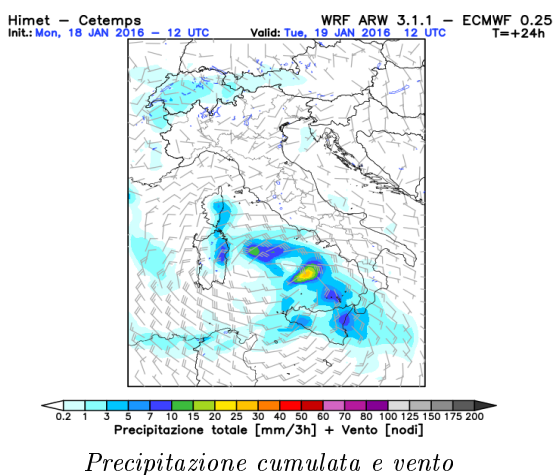 Himet – Cetemps WRF ARW 3.1.1 – ECMWF 0.25
Init.: Mon, 18 JAN 2016 – 12 UTC Valid: Tue, 19 JAN 2016 12 UTC T=+24h
0.2 1 3 5 7 10 15 20 25 30 40 50 60 70 80 100 125 150 175 200
Precipitazione totale [mm/3h] + Vento [nodi]
Precipitazione cumulata e vento